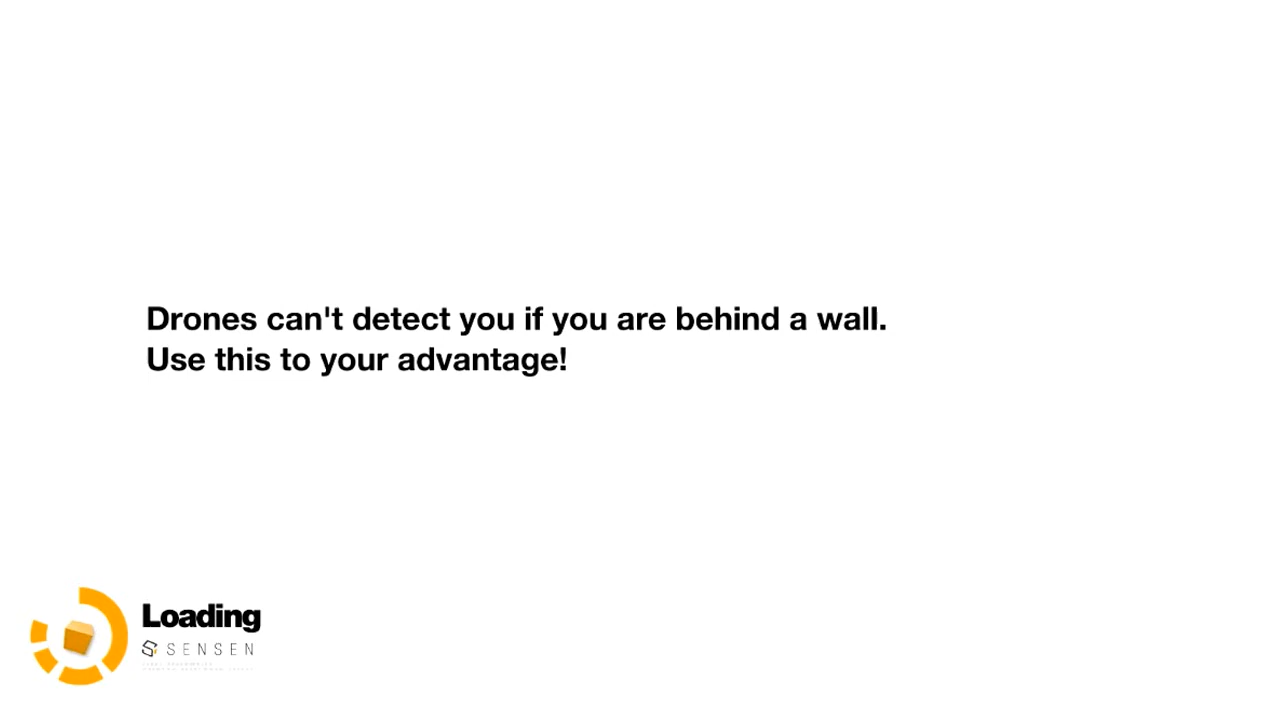 Drones can't detect you if you are behind a wall.
Use this to your advantage!
Loading
SENSEN